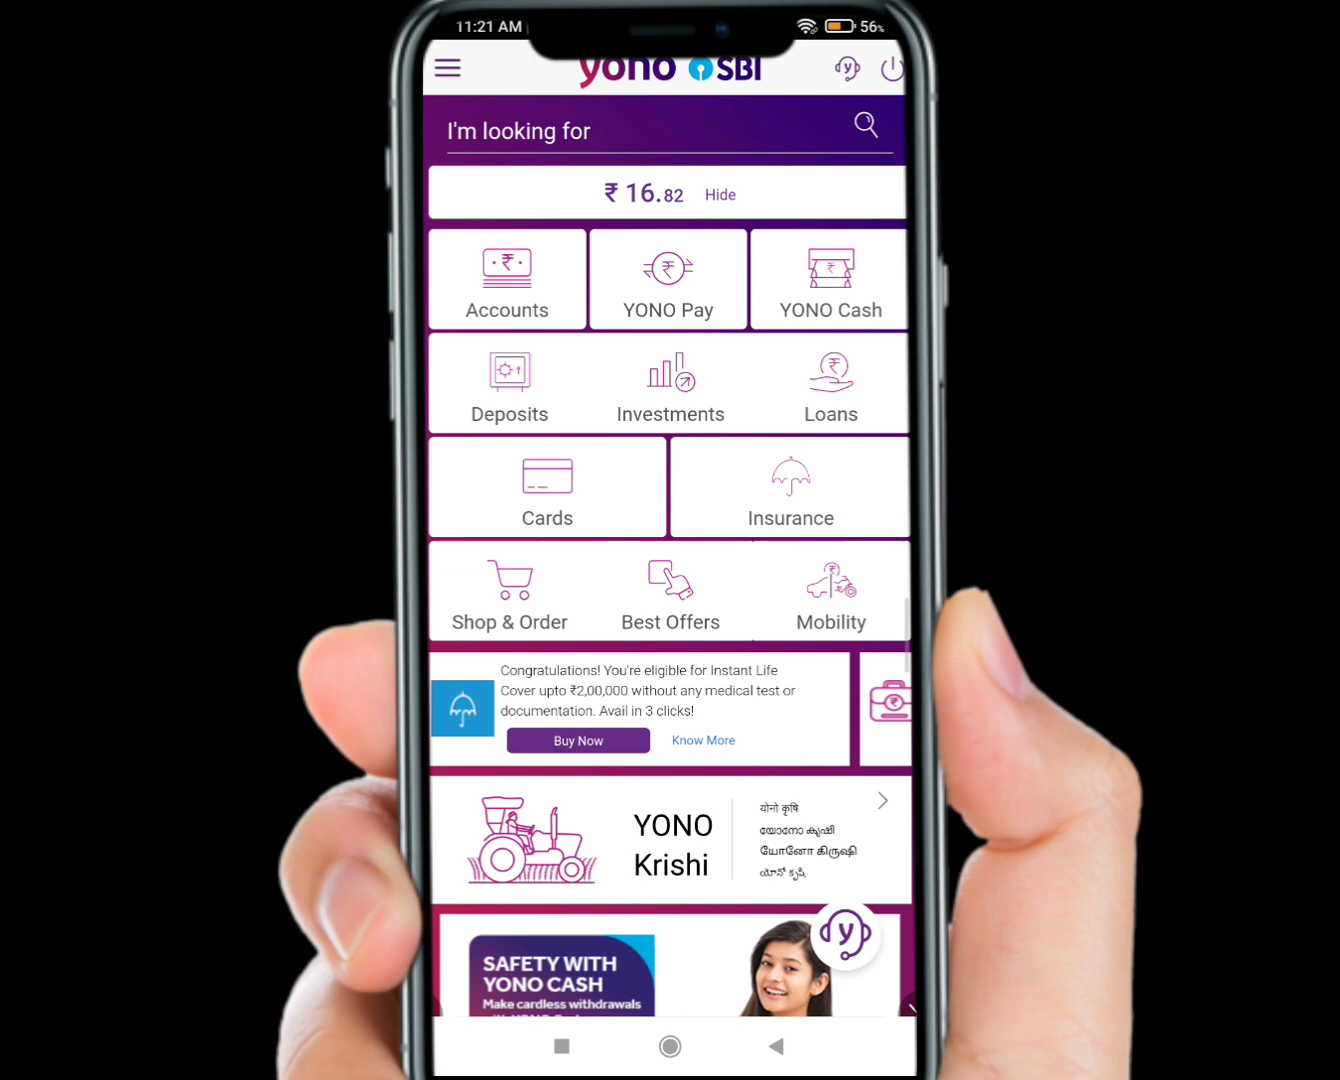 11:21 AM
56%
yono SBI
I'm looking for
₹ 16.82 Hide
Accounts
YONO Pay
YONO Cash
Deposits
Investments
Loans
Cards
Insurance
Shop & Order
Best Offers
Mobility
Congratulations! You're eligible for Instant Life
Cover upto ₹2,00,000 without any medical test or
documentation. Avail in 3 clicks!
Buy Now
Know More
YONO
Krishi
योनो कृषि
യോനോ കൃഷി
யோனோ கிருஷி
యోనో కృషి
SAFETY WITH
YONO CASH
Make cardless withdrawals
y